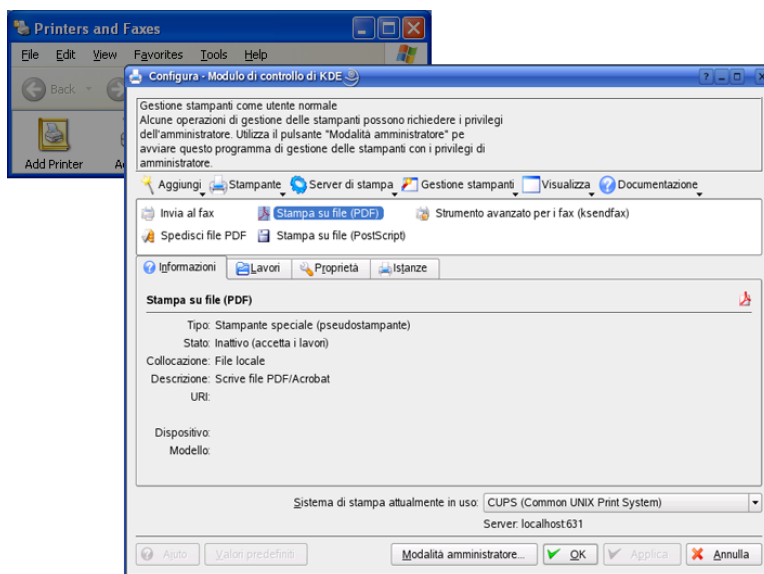 Printers and Faxes
File Edit View Favorites Tools Help
Back
Add Printer
Configura - Modulo di controllo di KDE
Gestione stampanti come utente normale
Alcune operazioni di gestione delle stampanti possono richiedere i privilegi
dell'amministratore. Utilizza il pulsante "Modalità amministratore" pe
avviare questo programma di gestione delle stampanti con i privilegi di
amministratore.
Aggiungi Stampante Server di stampa Gestione stampanti Visualizza Documentazione
Invia al fax Stampa su file (PDF) Strumento avanzato per i fax (ksendfax)
Spedisci file PDF Stampa su file (PostScript)
Informazioni Lavori Proprietà Istanze
Stampa su file (PDF)
Tipo: Stampante speciale (pseudostampante)
Stato: Inattivo (accetta i lavori)
Collocazione: File locale
Descrizione: Scrive file PDF/Acrobat
URI:
Dispositivo:
Modello:
Sistema di stampa attualmente in uso: CUPS (Common UNIX Print System)
Server: localhost:631
Aiuto Valori predefiniti Modalità amministratore... OK Applica Annulla